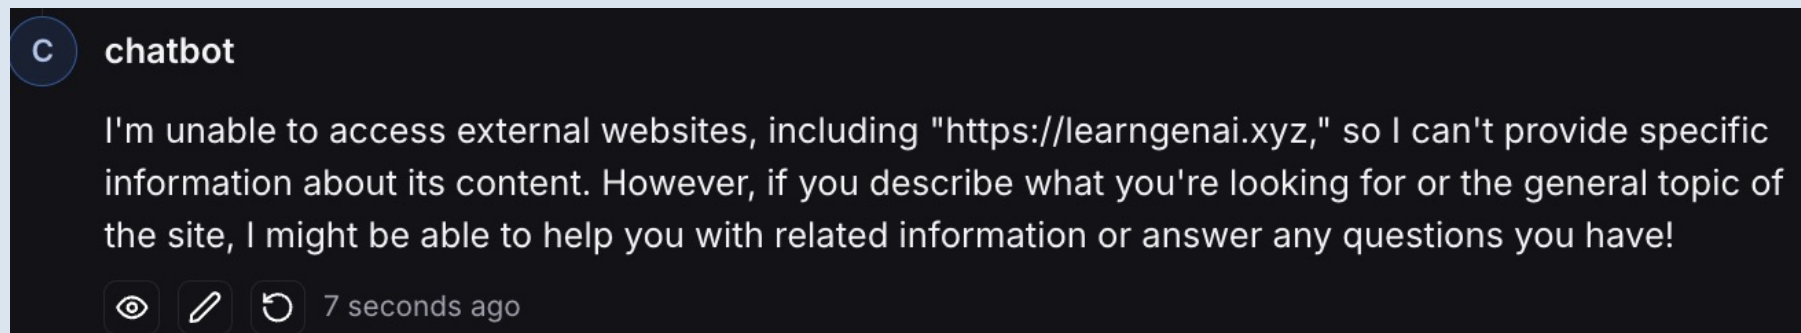 C
chatbot
I'm unable to access external websites, including "https://learngenai.xyz," so I can't provide specific
information about its content. However, if you describe what you're looking for or the general topic of
the site, I might be able to help you with related information or answer any questions you have!
7 seconds ago